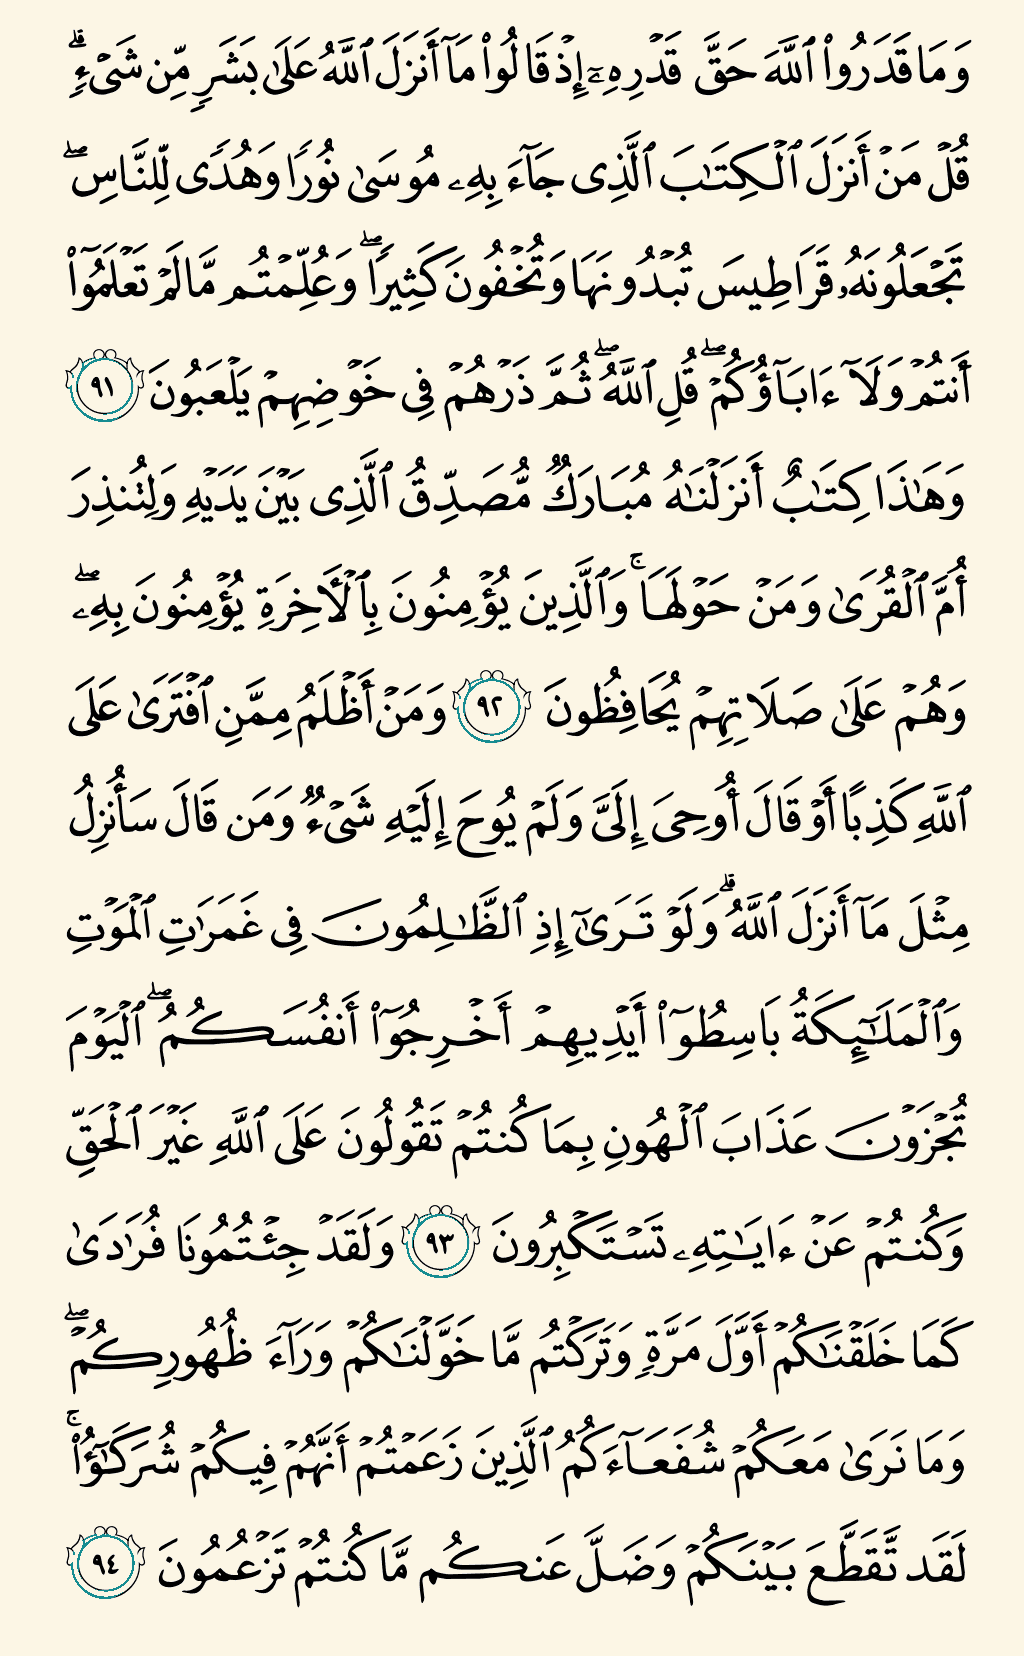 وَمَا قَدَرُوا۟ ٱللَّهَ حَقَّ قَدْرِهِۦٓ إِذْ قَالُوا۟ مَآ أَنزَلَ ٱللَّهُ عَلَىٰ بَشَرٍ مِّن شَىْءٍ ۗ
قُلْ مَنْ أَنزَلَ ٱلْكِتَـٰبَ ٱلَّذِى جَآءَ بِهِۦ مُوسَىٰ نُورًا وَهُدًى لِّلنَّاسِ ۖ
تَجْعَلُونَهُۥ قَرَاطِيسَ تُبْدُونَهَا وَتُخْفُونَ كَثِيرًا ۖ وَعُلِّمْتُم مَّا لَمْ تَعْلَمُوٓا۟
أَنتُمْ وَلَآ ءَابَآؤُكُمْ ۖ قُلِ ٱللَّهُ ۖ ثُمَّ ذَرْهُمْ فِى خَوْضِهِمْ يَلْعَبُونَ ٩١
وَهَـٰذَا كِتَـٰبٌ أَنزَلْنَـٰهُ مُبَارَكٌ مُّصَدِّقُ ٱلَّذِى بَيْنَ يَدَيْهِ وَلِتُنذِرَ
أُمَّ ٱلْقُرَىٰ وَمَنْ حَوْلَهَا ۚ وَٱلَّذِينَ يُؤْمِنُونَ بِٱلْـَٔاخِرَةِ يُؤْمِنُونَ بِهِۦ ۖ
وَهُمْ عَلَىٰ صَلَاتِهِمْ يُحَافِظُونَ ٩٢ وَمَنْ أَظْلَمُ مِمَّنِ ٱفْتَرَىٰ عَلَى
ٱللَّهِ كَذِبًا أَوْ قَالَ أُوحِىَ إِلَىَّ وَلَمْ يُوحَ إِلَيْهِ شَىْءٌ وَمَن قَالَ سَأُنزِلُ
مِثْلَ مَآ أَنزَلَ ٱللَّهُ ۗ وَلَوْ تَرَىٰٓ إِذِ ٱلظَّـٰلِمُونَ فِى غَمَرَٰتِ ٱلْمَوْتِ
وَٱلْمَلَـٰٓئِكَةُ بَاسِطُوٓا۟ أَيْدِيهِمْ أَخْرِجُوٓا۟ أَنفُسَكُمُ ۖ ٱلْيَوْمَ
تُجْزَوْنَ عَذَابَ ٱلْهُونِ بِمَا كُنتُمْ تَقُولُونَ عَلَى ٱللَّهِ غَيْرَ ٱلْحَقِّ
وَكُنتُمْ عَنْ ءَايَـٰتِهِۦ تَسْتَكْبِرُونَ ٩٣ وَلَقَدْ جِئْتُمُونَا فُرَٰدَىٰ
كَمَا خَلَقْنَـٰكُمْ أَوَّلَ مَرَّةٍ وَتَرَكْتُم مَّا خَوَّلْنَـٰكُمْ وَرَآءَ ظُهُورِكُمْ ۖ
وَمَا نَرَىٰ مَعَكُمْ شُفَعَآءَكُمُ ٱلَّذِينَ زَعَمْتُمْ أَنَّهُمْ فِيكُمْ شُرَكَـٰٓؤُا۟ ۚ
لَقَد تَّقَطَّعَ بَيْنَكُمْ وَضَلَّ عَنكُم مَّا كُنتُمْ تَزْعُمُونَ ٩٤